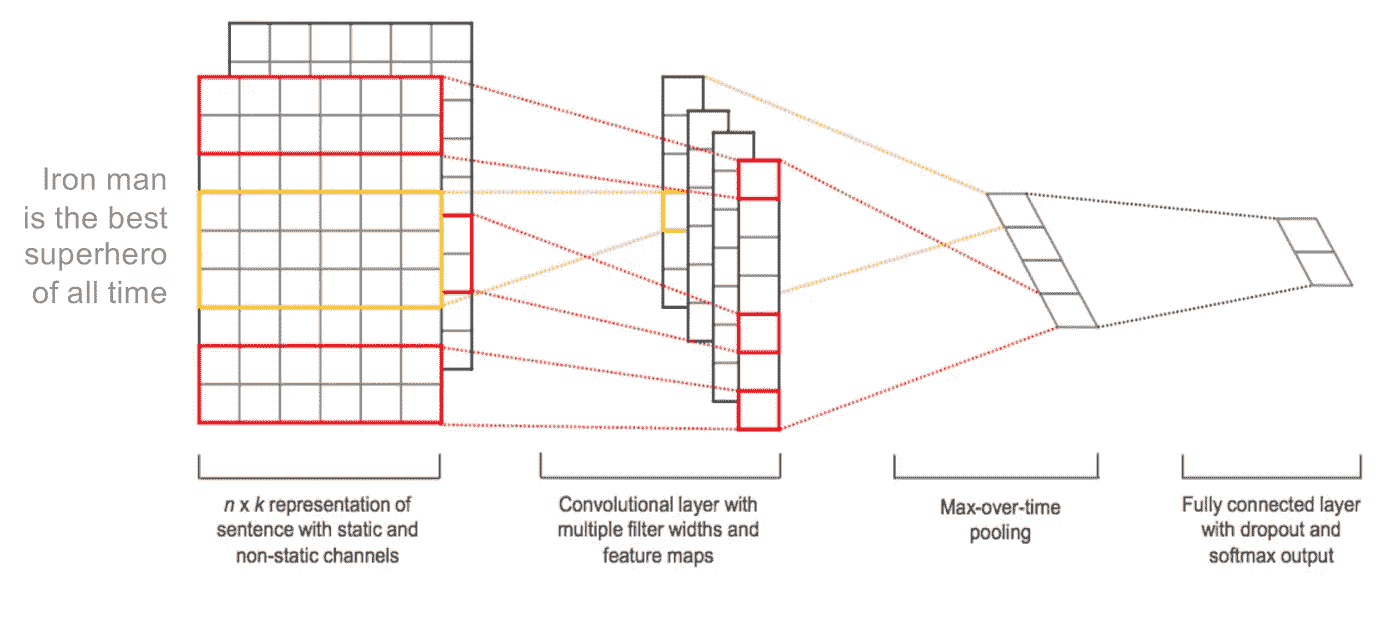 Iron man
is the best
superhero
of all time
n x k representation of
sentence with static and
non-static channels
Convolutional layer with
multiple filter widths and
feature maps
Max-over-time
pooling
Fully connected layer
with dropout and
softmax output